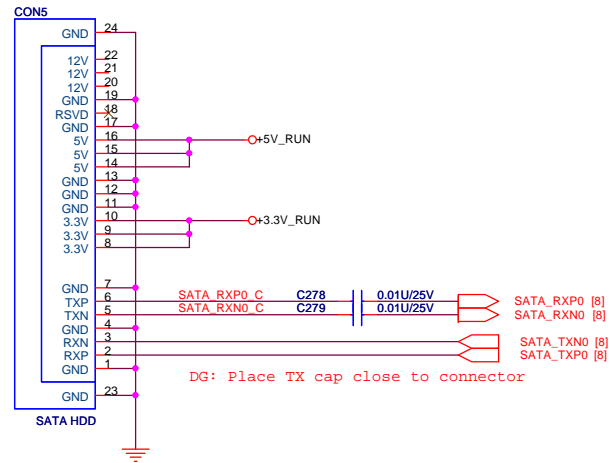 CON5
GND 24
12V 22
12V 21
12V 20
GND 19
RSVD 18
GND 17
5V 16 +5V_RUN
5V 15
5V 14
GND 13
GND 12
GND 11
3.3V 10 +3.3V_RUN
3.3V 9
3.3V 8
GND 7
TXP 6 SATA_RXP0_C C278 0.01U/25V SATA_RXP0 [8]
TXN 5 SATA_RXN0_C C279 0.01U/25V SATA_RXN0 [8]
GND 4
RXN 3 SATA_TXN0 [8]
RXP 2 SATA_TXP0 [8]
GND 1
DG: Place TX cap close to connector
GND 23
SATA HDD